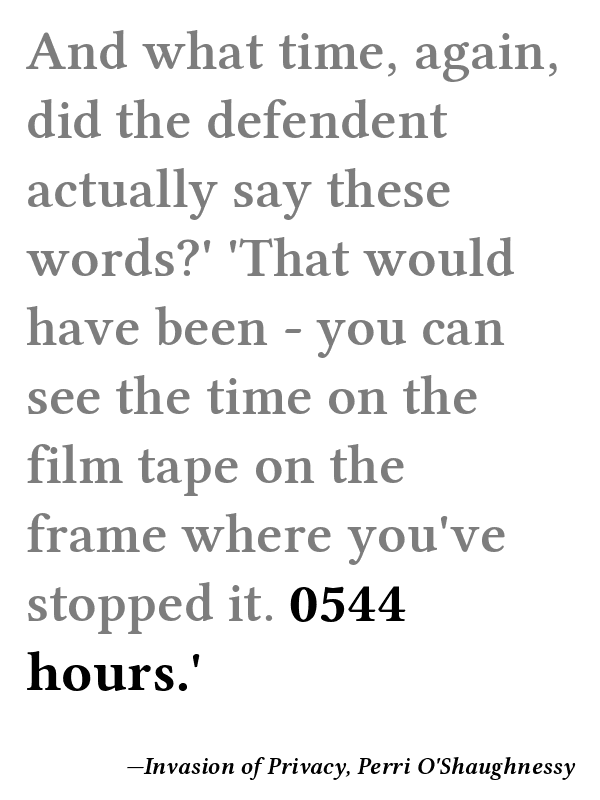 And what time, again,
did the defendent
actually say these
words?' 'That would
have been - you can
see the time on the
film tape on the
frame where you've
stopped it. 0544
hours.'
—Invasion of Privacy, Perri O'Shaughnessy